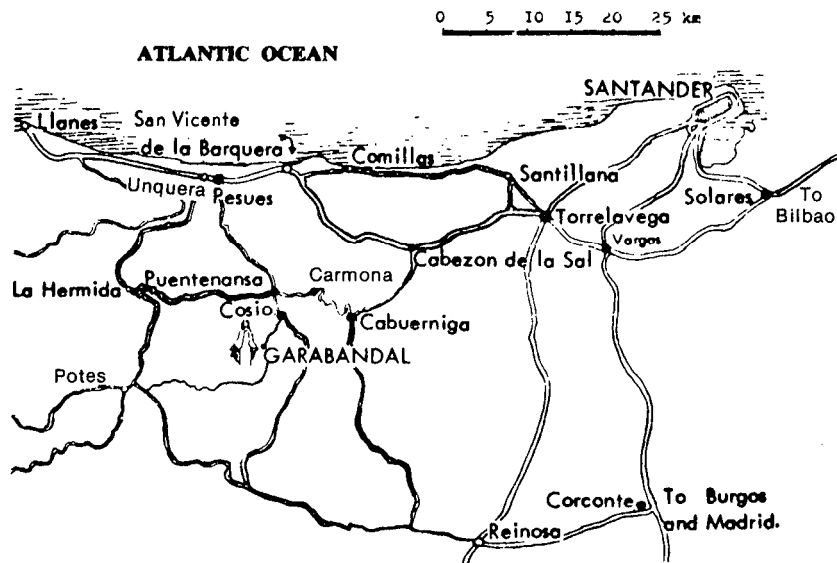 0 5 10 15 20 25 km
ATLANTIC OCEAN
SANTANDER
Llanes
San Vicente
de la Barquera
Comillas
Santillana
Unquera
Pesues
Solares
To
Bilbao
Torrelavega
Vargas
Cabezon de la Sal
Carmona
La Hermida
Puentenansa
Cosio
Cabuerniga
GARABANDAL
Potes
Corconte
To Burgos
and Madrid.
Reinosa